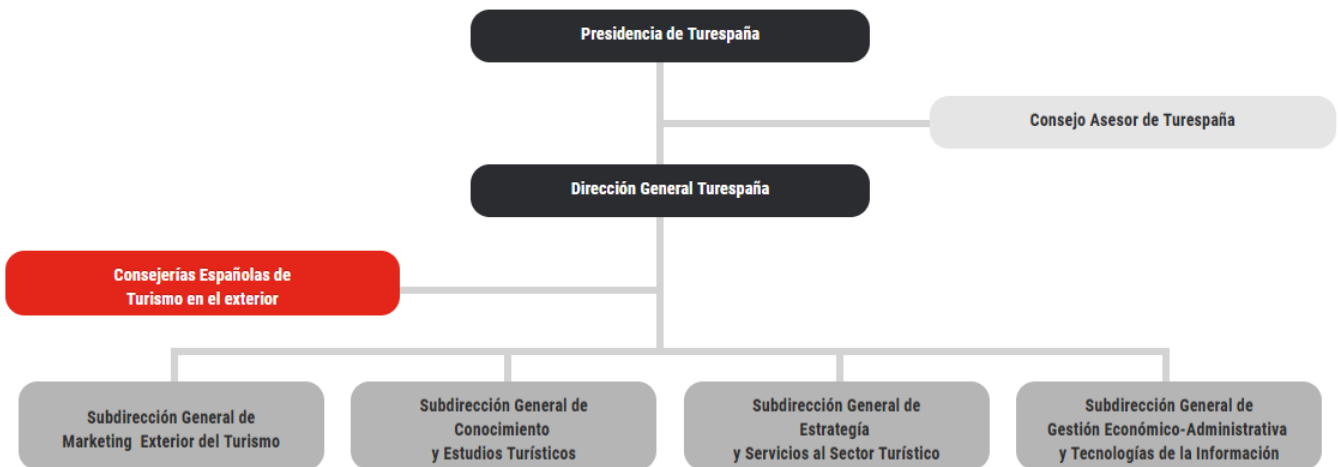 Presidencia de Turespaña
Consejo Asesor de Turespaña
Dirección General Turespaña
Consejerías Españolas de
Turismo en el exterior
Subdirección General de
Marketing Exterior del Turismo
Subdirección General de
Conocimiento
y Estudios Turísticos
Subdirección General de
Estrategía
y Servicios al Sector Turístico
Subdirección General de
Gestión Económico-Administrativa
y Tecnologías de la Información